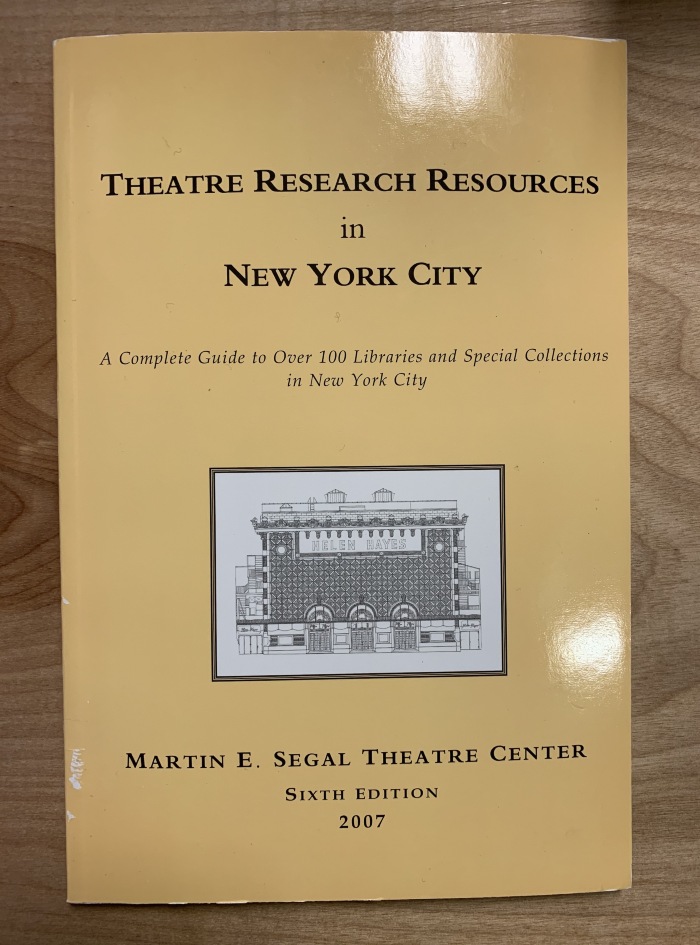 THEATRE RESEARCH RESOURCES
in
NEW YORK CITY
A Complete Guide to Over 100 Libraries and Special Collections
in New York City
HELEN HAYES
MARTIN E. SEGAL THEATRE CENTER
SIXTH EDITION
2007